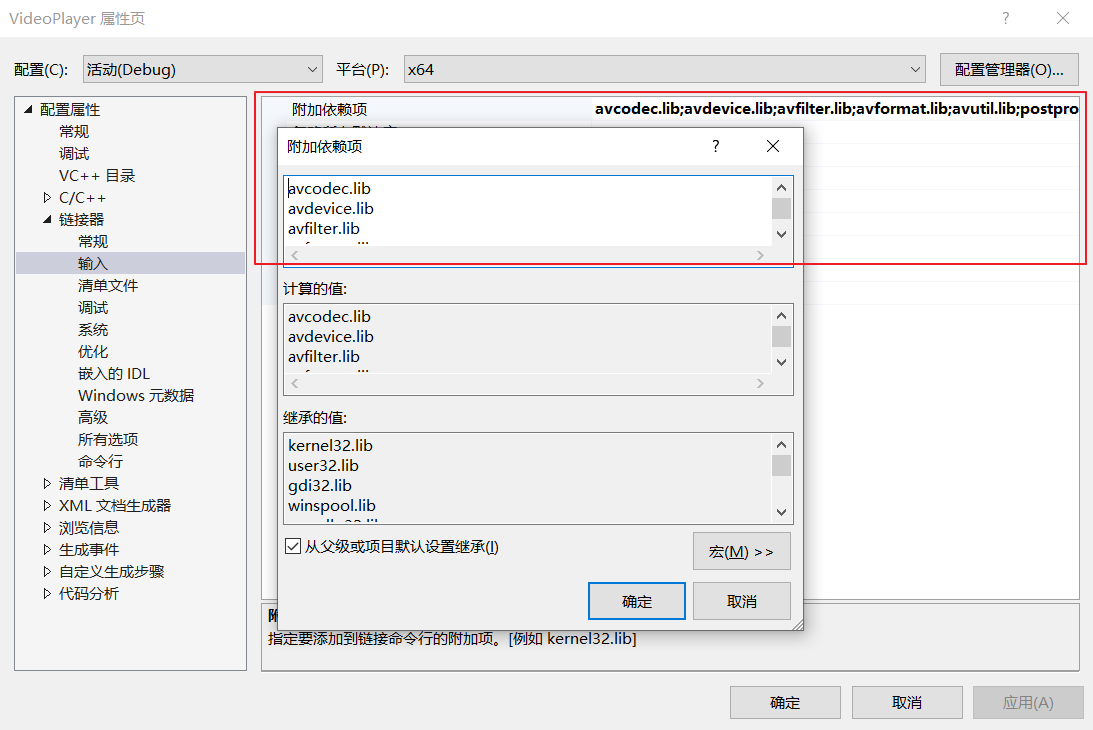 VideoPlayer 属性页
配置(C): 活动(Debug) 平台(P): x64 配置管理器(O)...
配置属性
常规
调试
VC++ 目录
C/C++
链接器
常规
输入
清单文件
调试
系统
优化
嵌入的 IDL
Windows 元数据
高级
所有选项
命令行
清单工具
XML 文档生成器
浏览信息
生成事件
自定义生成步骤
代码分析
附加依赖项 avcodec.lib;avdevice.lib;avfilter.lib;avformat.lib;avutil.lib;postpro
附加依赖项
avcodec.lib
avdevice.lib
avfilter.lib
计算的值:
avcodec.lib
avdevice.lib
avfilter.lib
继承的值:
kernel32.lib
user32.lib
gdi32.lib
winspool.lib
从父级或项目默认设置继承(I)
宏(M) >>
确定 取消
指定要添加到链接命令行的附加项。[例如 kernel32.lib]
确定 取消 应用(A)